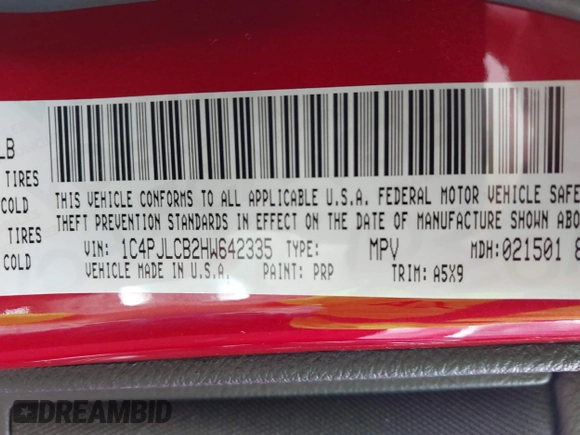 LB
TIRES
COLD
TIRES
COLD
THIS VEHICLE CONFORMS TO ALL APPLICABLE U.S.A. FEDERAL MOTOR VEHICLE
THEFT PREVENTION STANDARDS IN EFFECT ON THE DATE OF MANUFACTURE SHOWN
VIN: 1C4PJLCB2HW642335 TYPE: MPV MDH:021501
VEHICLE MADE IN U.S.A. PAINT: PRP TRIM: A5X9
DREAMBID